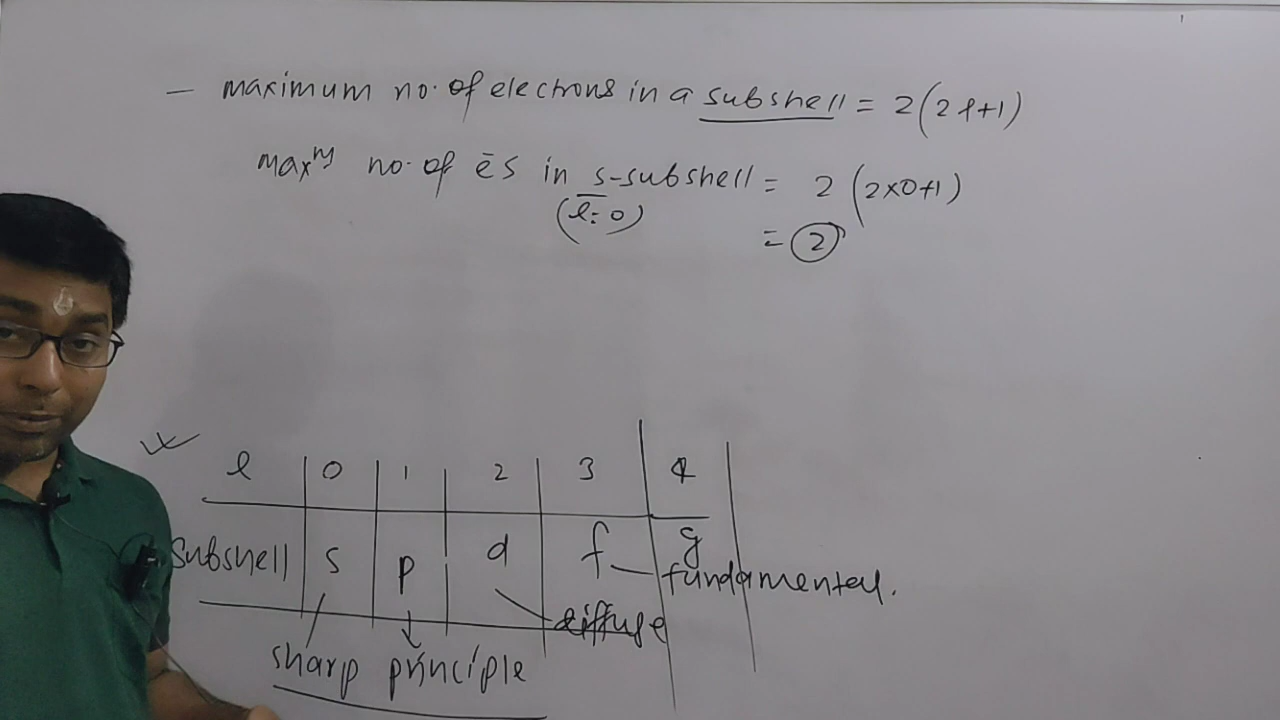 – maximum no. of electrons in a subshell = 2(2l+1)
maxᵐ no. of ēs in s-subshell = 2(2×0+1)
(l=0)
= 2
l 0 1 2 3 4
subshell s p d f g
fundamental.
diffuse
sharp principle